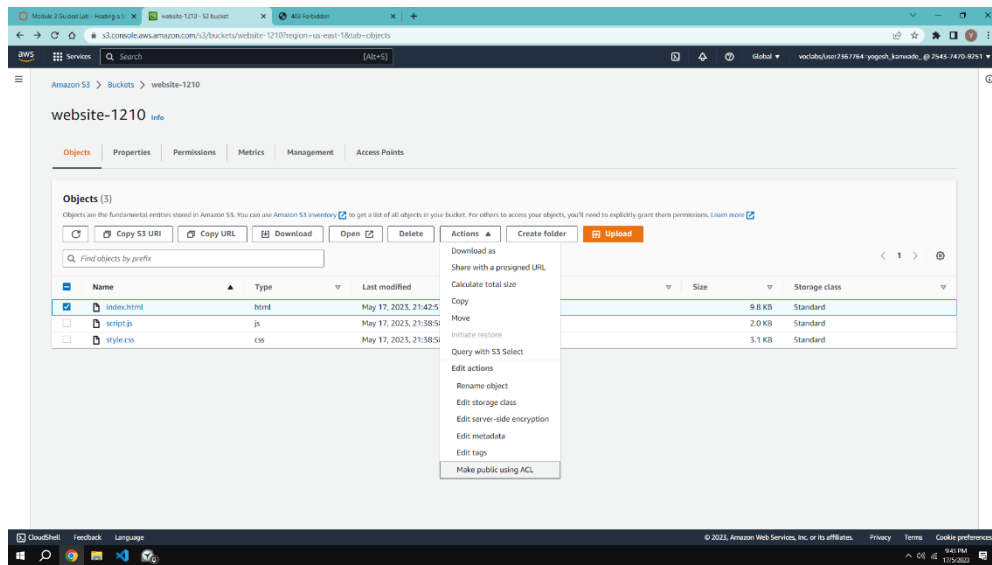 Module 3 Guided Lab - Hosting a S
website-1210 - S3 bucket
403 Forbidden
s3.console.aws.amazon.com/s3/buckets/website-1210?region=us-east-1&tab=objects
aws
Services
Search
[Alt+S]
Global
voclabs/user2367764=yogesh_kanwade_ @ 2543-7470-9251
Amazon S3 > Buckets > website-1210
website-1210 Info
Objects
Properties
Permissions
Metrics
Management
Access Points
Objects (3)
Objects are the fundamental entities stored in Amazon S3. You can use Amazon S3 inventory to get a list of all objects in your bucket. For others to access your objects, you'll need to explicitly grant them permissions. Learn more
Copy S3 URI
Copy URL
Download
Open
Delete
Actions
Create folder
Upload
Find objects by prefix
1
Name
Type
Last modified
Size
Storage class
index.html html May 17, 2023, 21:42:5 9.8 KB Standard
script.js js May 17, 2023, 21:38:5 2.0 KB Standard
style.css css May 17, 2023, 21:38:5 3.1 KB Standard
Download as
Share with a presigned URL
Calculate total size
Copy
Move
Initiate restore
Query with S3 Select
Edit actions
Rename object
Edit storage class
Edit server-side encryption
Edit metadata
Edit tags
Make public using ACL
CloudShell
Feedback
Language
© 2023, Amazon Web Services, Inc. or its affiliates.
Privacy
Terms
Cookie preferences
9:43 PM
17/5/2023